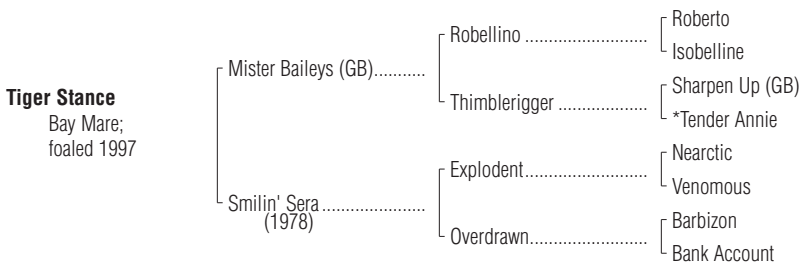 Tiger Stance
Bay Mare;
foaled 1997
Mister Baileys (GB)...........
Smilin' Sera......................
(1978)
Robellino ..........................
Thimblerigger ...................
Explodent..........................
Overdrawn.........................
Roberto
Isobelline
Sharpen Up (GB)
*Tender Annie
Nearctic
Venomous
Barbizon
Bank Account